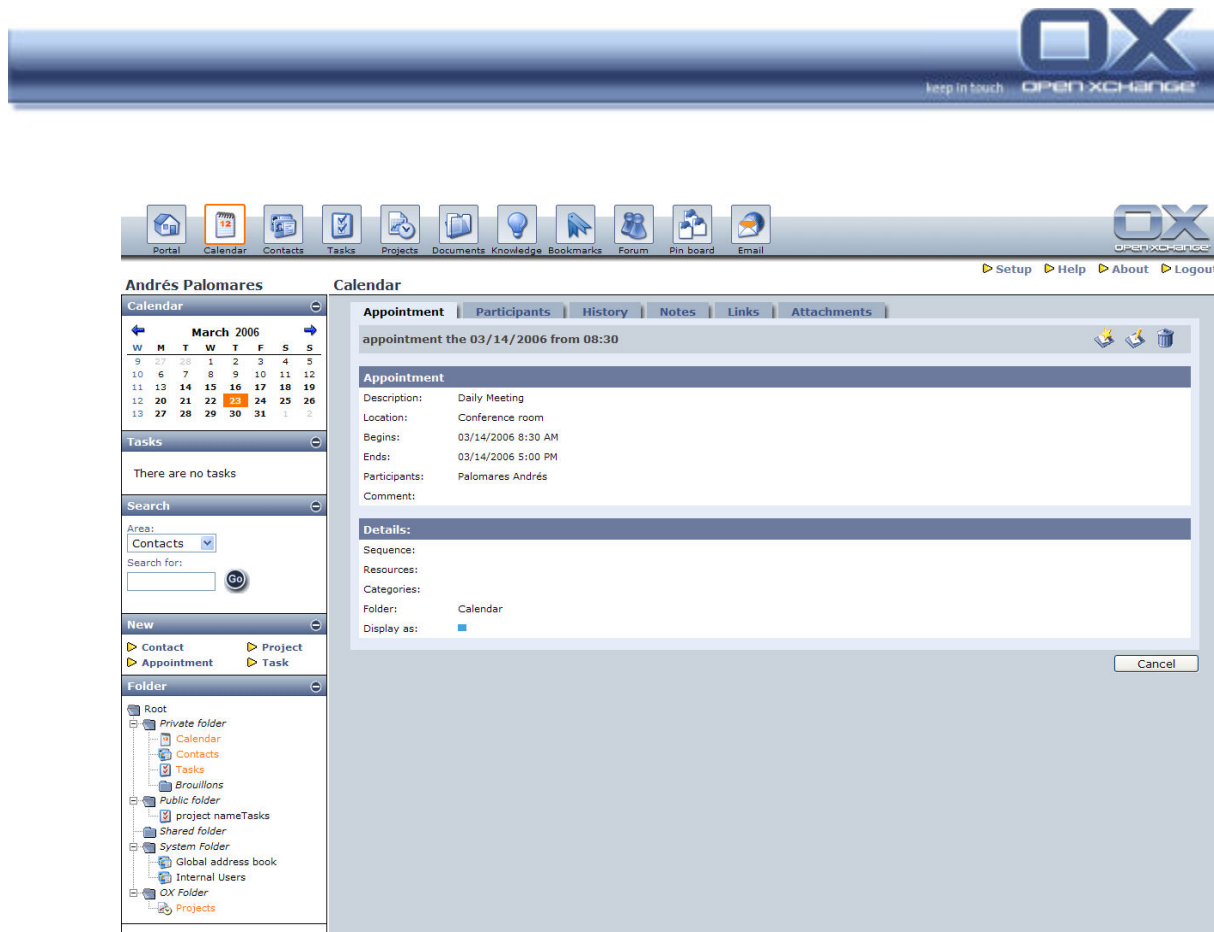 OX
keep in touch OPEN-XCHANGE
12
Portal Calendar Contacts Tasks Projects Documents Knowledge Bookmarks Forum Pin board Email
OX
OPEN-XCHANGE
Setup Help About Logout
Andrés Palomares
Calendar
Calendar
March 2006
W M T W T F S S
9 27 28 1 2 3 4 5
10 6 7 8 9 10 11 12
11 13 14 15 16 17 18 19
12 20 21 22 23 24 25 26
13 27 28 29 30 31 1 2
Tasks
There are no tasks
Search
Area:
Contacts
Search for:
Go
New
Contact Project
Appointment Task
Folder
Root
Private folder
Calendar
Contacts
Tasks
Brouillons
Public folder
project nameTasks
Shared folder
System Folder
Global address book
Internal Users
OX Folder
Projects
Appointment Participants History Notes Links Attachments
appointment the 03/14/2006 from 08:30
Appointment
Description: Daily Meeting
Location: Conference room
Begins: 03/14/2006 8:30 AM
Ends: 03/14/2006 5:00 PM
Participants: Palomares Andrés
Comment:
Details:
Sequence:
Resources:
Categories:
Folder: Calendar
Display as:
Cancel